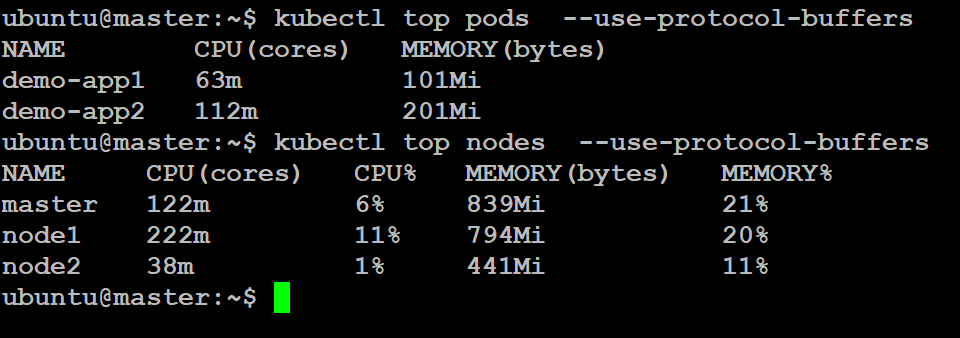 ubuntu@master:~$ kubectl top pods  --use-protocol-buffers
NAME        CPU(cores)   MEMORY(bytes)
demo-app1   63m          101Mi
demo-app2   112m         201Mi
ubuntu@master:~$ kubectl top nodes  --use-protocol-buffers
NAME     CPU(cores)   CPU%   MEMORY(bytes)   MEMORY%
master   122m         6%     839Mi           21%
node1    222m         11%    794Mi           20%
node2    38m          1%     441Mi           11%
ubuntu@master:~$